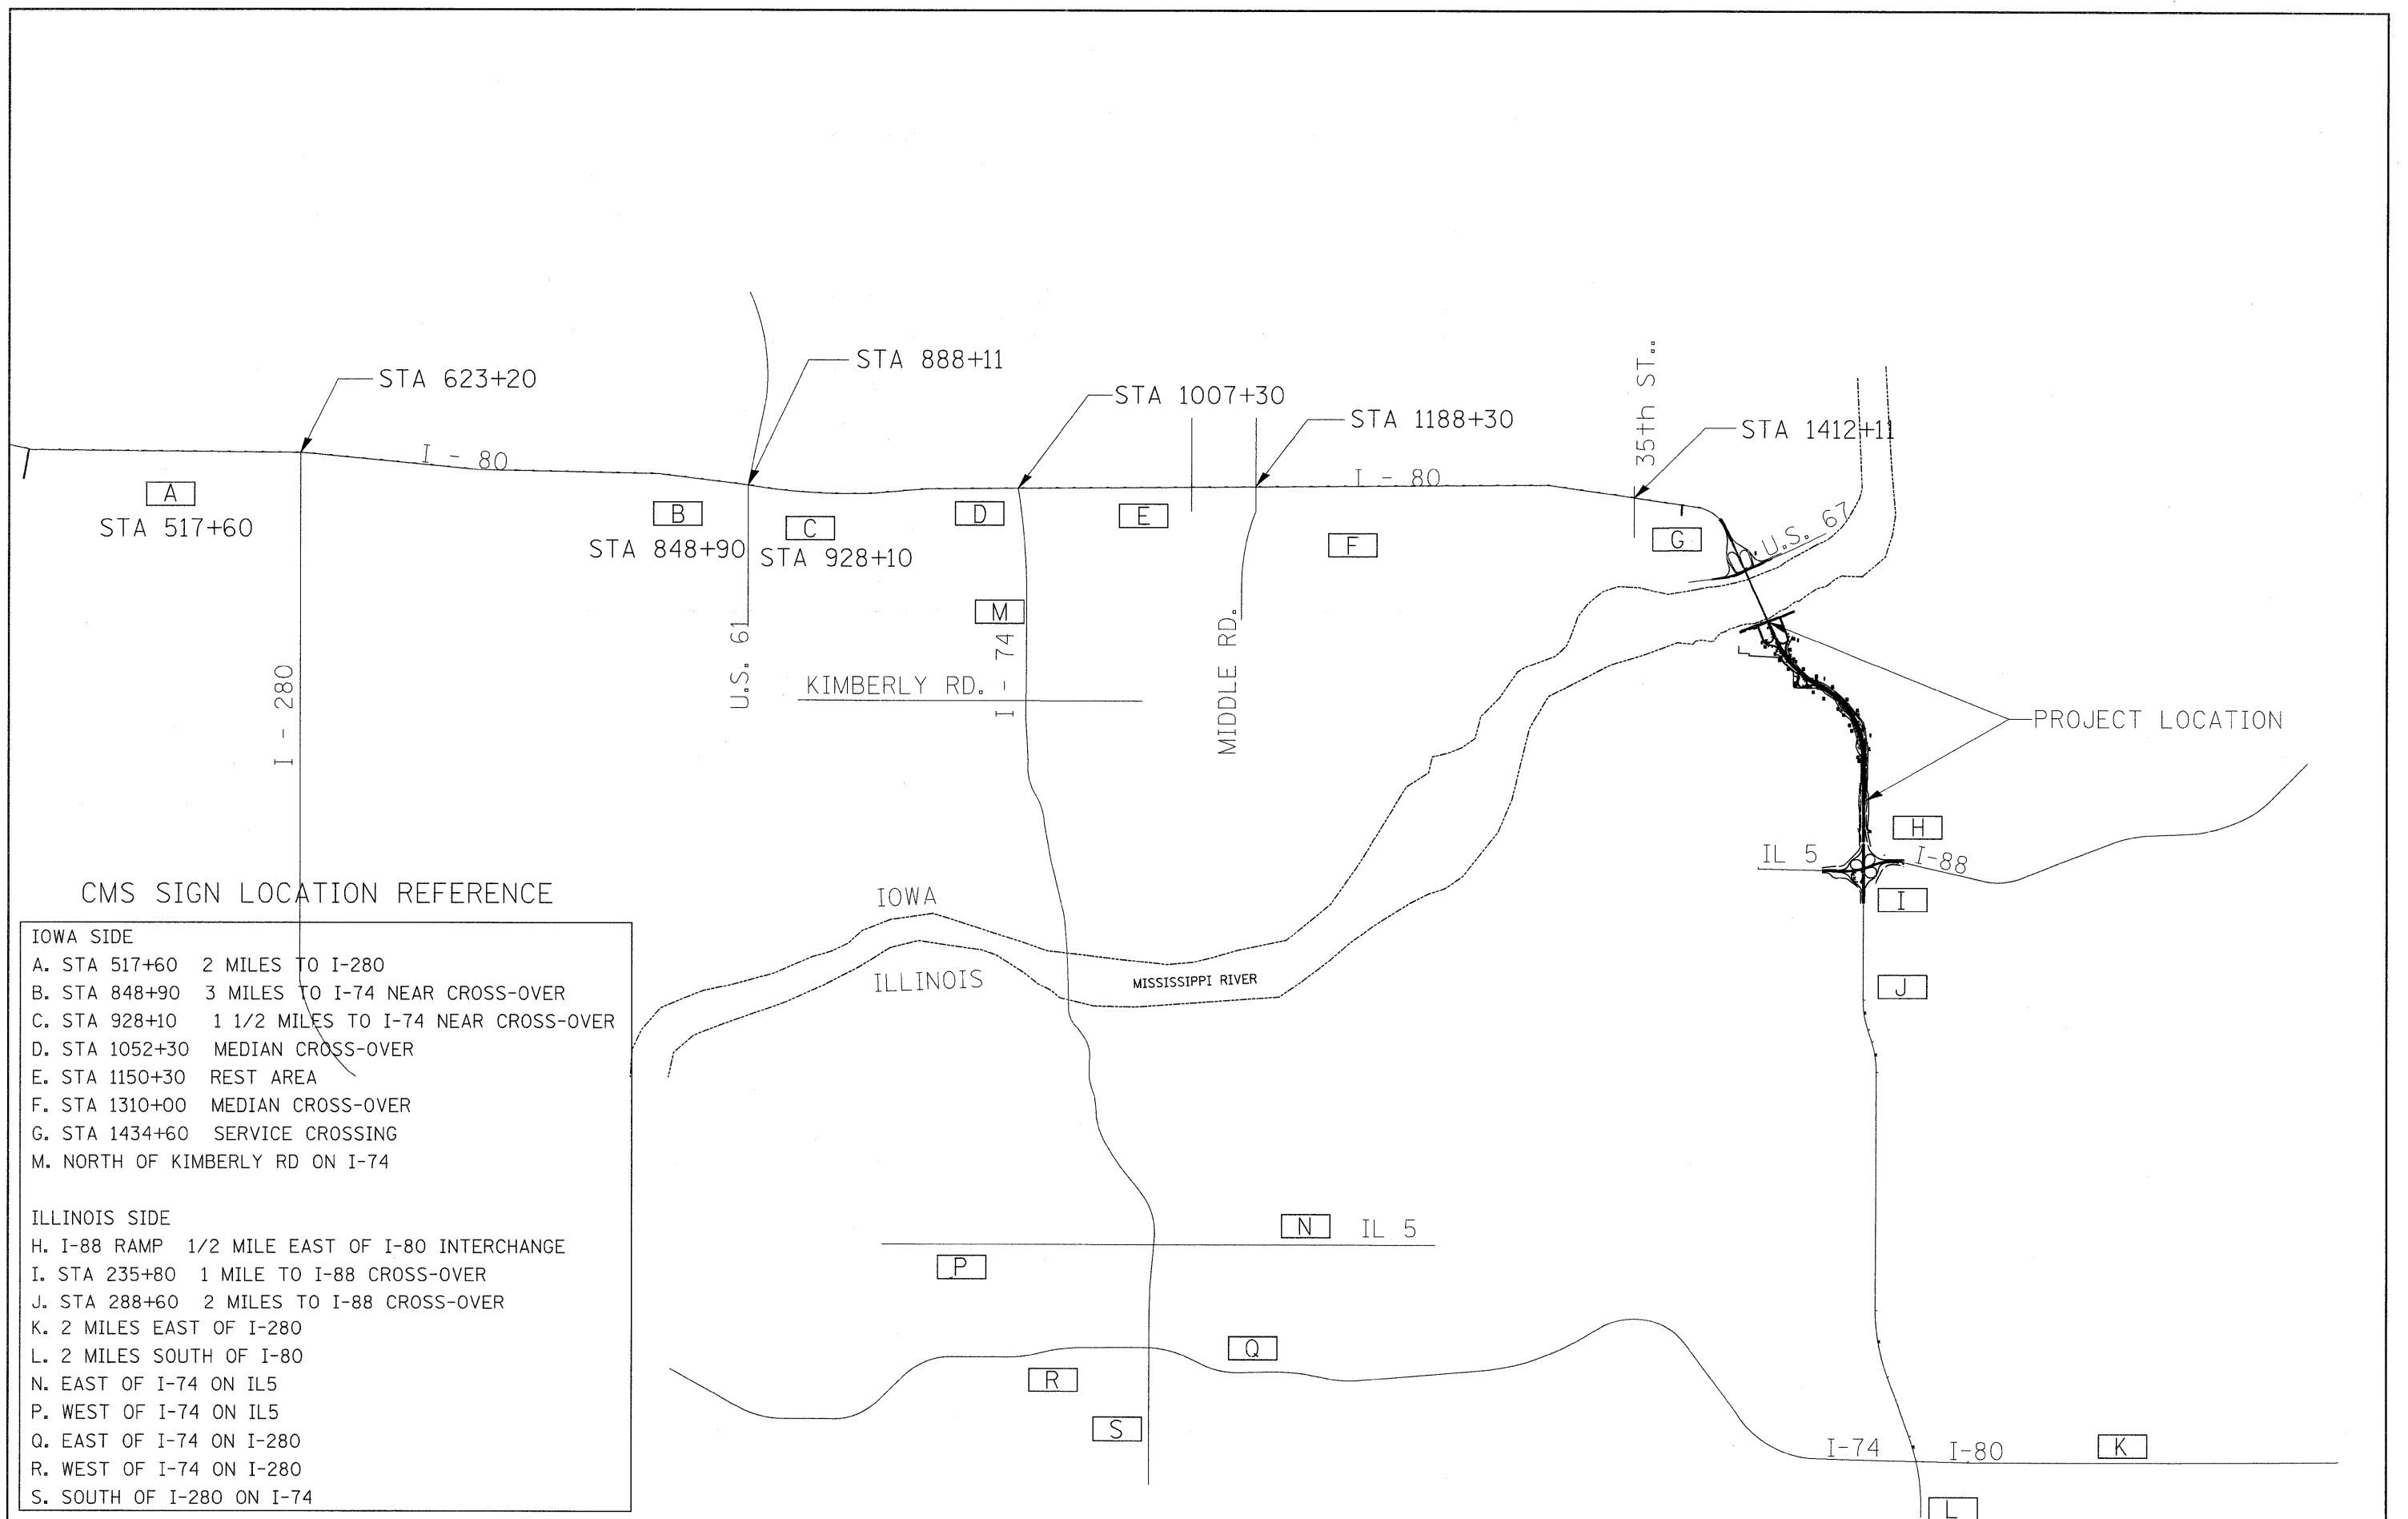 STA 623+20
STA 888+11
STA 1007+30
STA 1188+30
35th ST..
STA 1412+11
I - 80
I - 80
A
STA 517+60
B
STA 848+90
C
STA 928+10
D
E
F
G
U.S. 67
M
I - 280
U.S. 61
KIMBERLY RD.
I - 74
MIDDLE RD.
PROJECT LOCATION
H
IL 5
I-88
I
J
IOWA
ILLINOIS
MISSISSIPPI RIVER
CMS SIGN LOCATION REFERENCE
IOWA SIDE
A. STA 517+60 2 MILES TO I-280
B. STA 848+90 3 MILES TO I-74 NEAR CROSS-OVER
C. STA 928+10 1 1/2 MILES TO I-74 NEAR CROSS-OVER
D. STA 1052+30 MEDIAN CROSS-OVER
E. STA 1150+30 REST AREA
F. STA 1310+00 MEDIAN CROSS-OVER
G. STA 1434+60 SERVICE CROSSING
M. NORTH OF KIMBERLY RD ON I-74
ILLINOIS SIDE
H. I-88 RAMP 1/2 MILE EAST OF I-80 INTERCHANGE
I. STA 235+80 1 MILE TO I-88 CROSS-OVER
J. STA 288+60 2 MILES TO I-88 CROSS-OVER
K. 2 MILES EAST OF I-280
L. 2 MILES SOUTH OF I-80
N. EAST OF I-74 ON IL5
P. WEST OF I-74 ON IL5
Q. EAST OF I-74 ON I-280
R. WEST OF I-74 ON I-280
S. SOUTH OF I-280 ON I-74
N
IL 5
P
Q
R
S
I-74
I-80
K
L